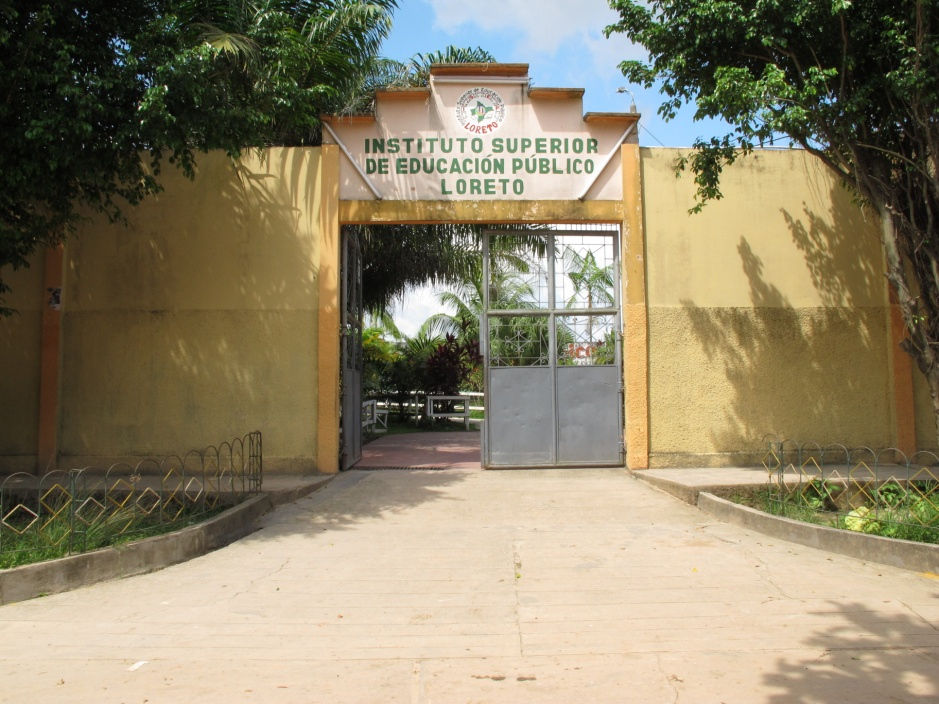 LORETO
INSTITUTO SUPERIOR
DE EDUCACIÓN PÚBLICO
LORETO